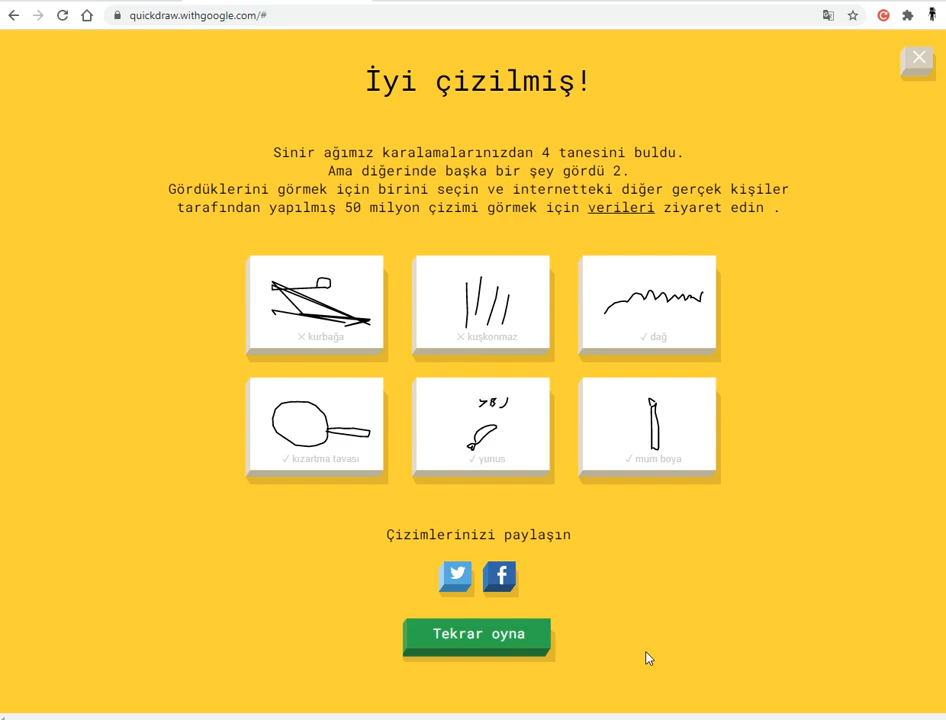 quickdraw.withgoogle.com/#
İyi çizilmiş!
Sinir ağımız karalamalarınızdan 4 tanesini buldu.
Ama diğerinde başka bir şey gördü 2.
Gördüklerini görmek için birini seçin ve internetteki diğer gerçek kişiler
tarafından yapılmış 50 milyon çizimi görmek için verileri ziyaret edin .
× kurbağa
× kuşkonmaz
✓ dağ
✓ kızartma tavası
✓ yunus
✓ mum boya
Çizimlerinizi paylaşın
Tekrar oyna